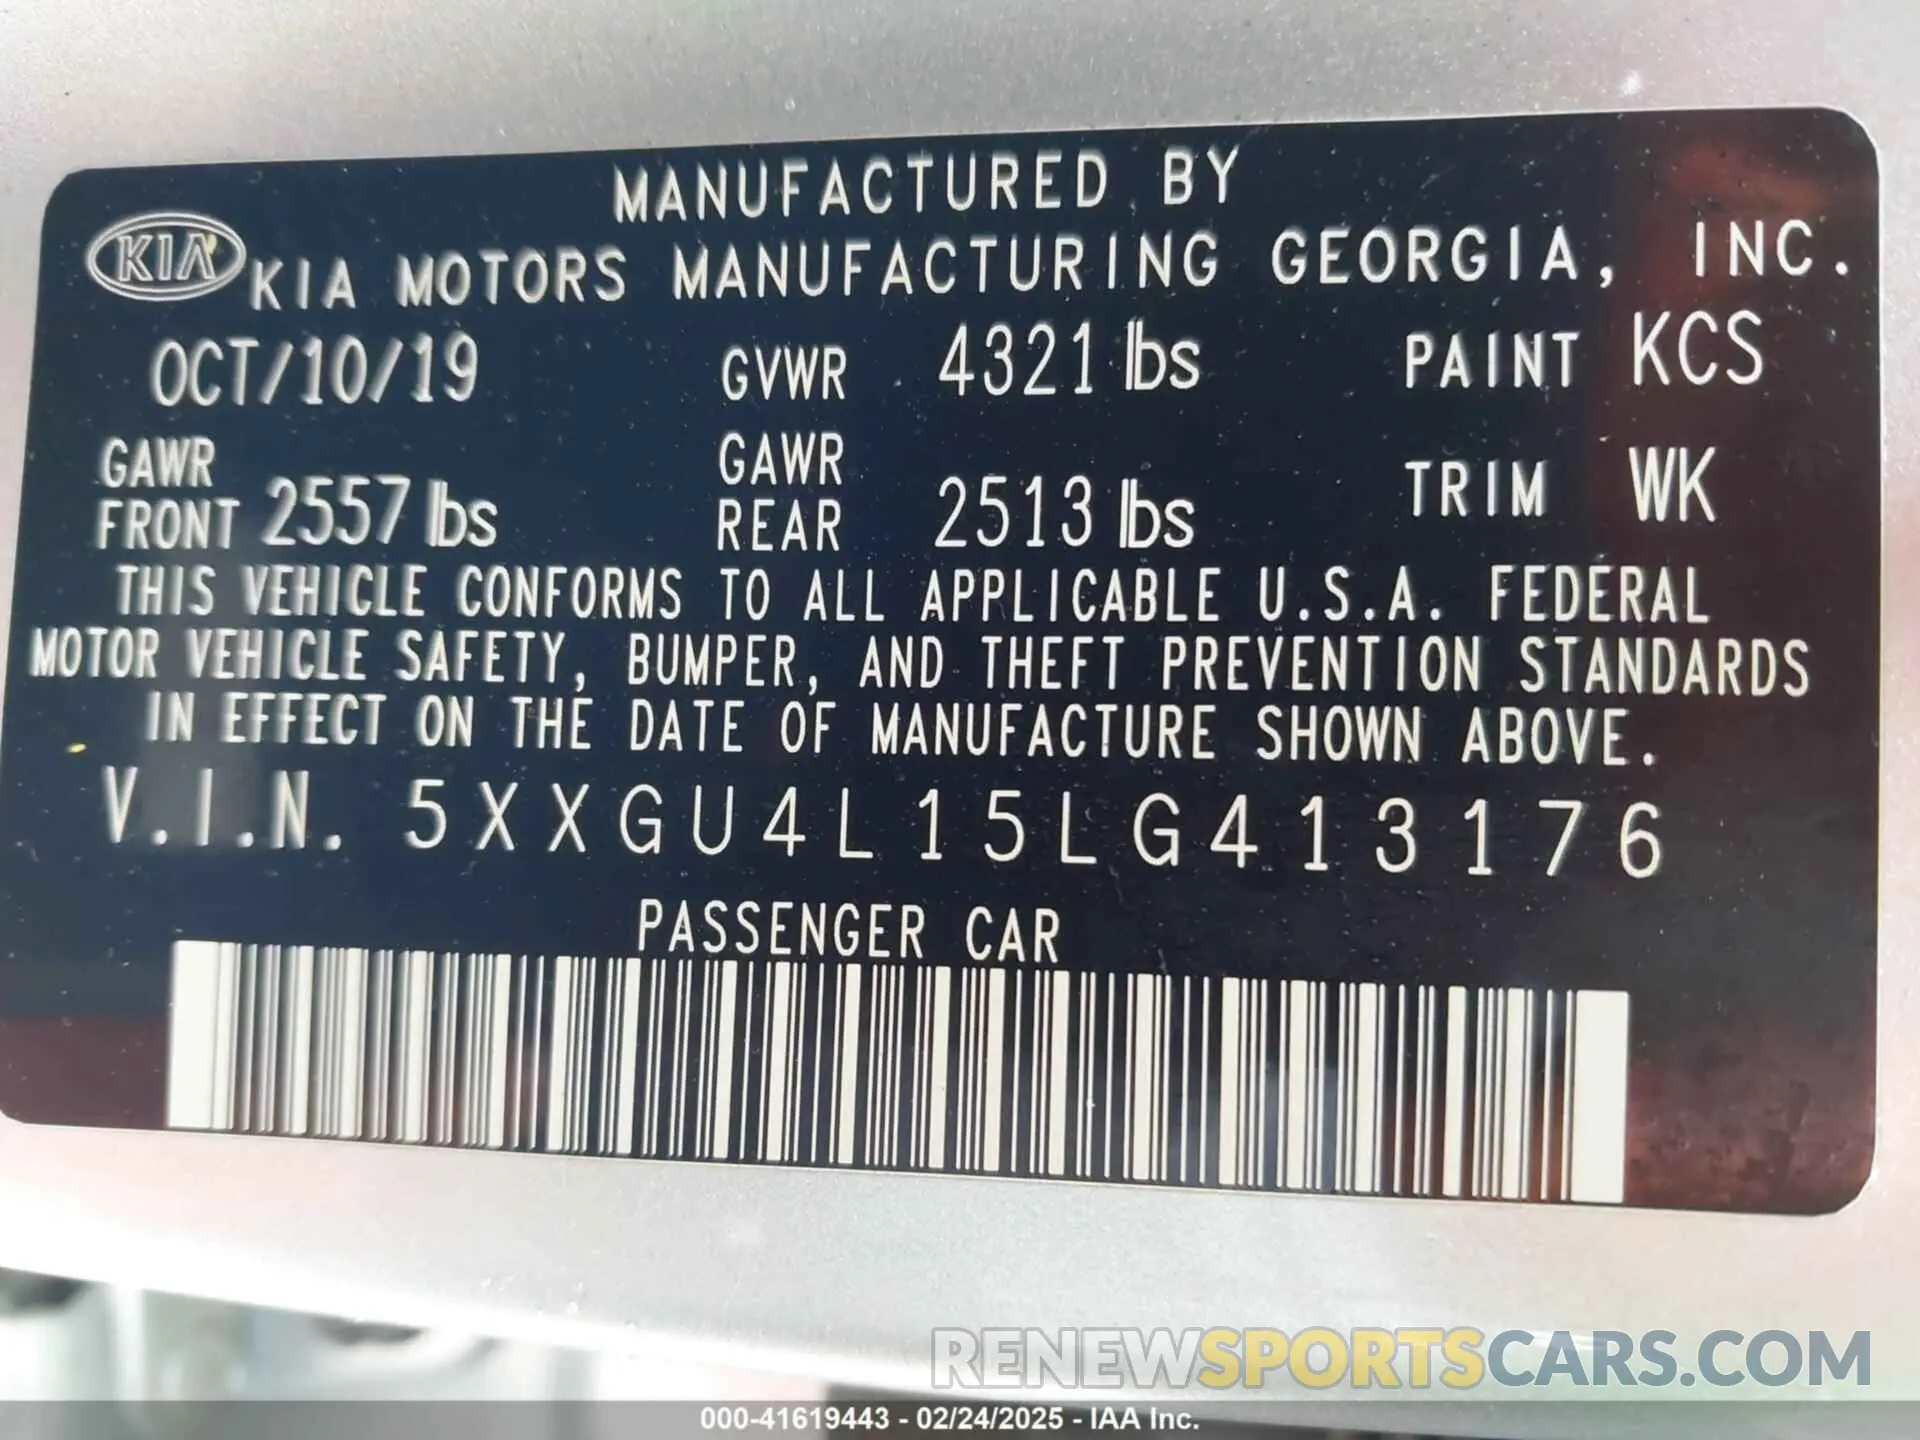 MANUFACTURED BY
KIA KIA MOTORS MANUFACTURING GEORGIA, INC.
OCT/10/19 GVWR 4321 lbs PAINT KCS
GAWR FRONT 2557 lbs GAWR REAR 2513 lbs TRIM WK
THIS VEHICLE CONFORMS TO ALL APPLICABLE U.S.A. FEDERAL
MOTOR VEHICLE SAFETY, BUMPER, AND THEFT PREVENTION STANDARDS
IN EFFECT ON THE DATE OF MANUFACTURE SHOWN ABOVE.
V.I.N. 5XXGU4L15LG413176
PASSENGER CAR
RENEWSPORTSCARS.COM
000-41619443 - 02/24/2025 - IAA Inc.